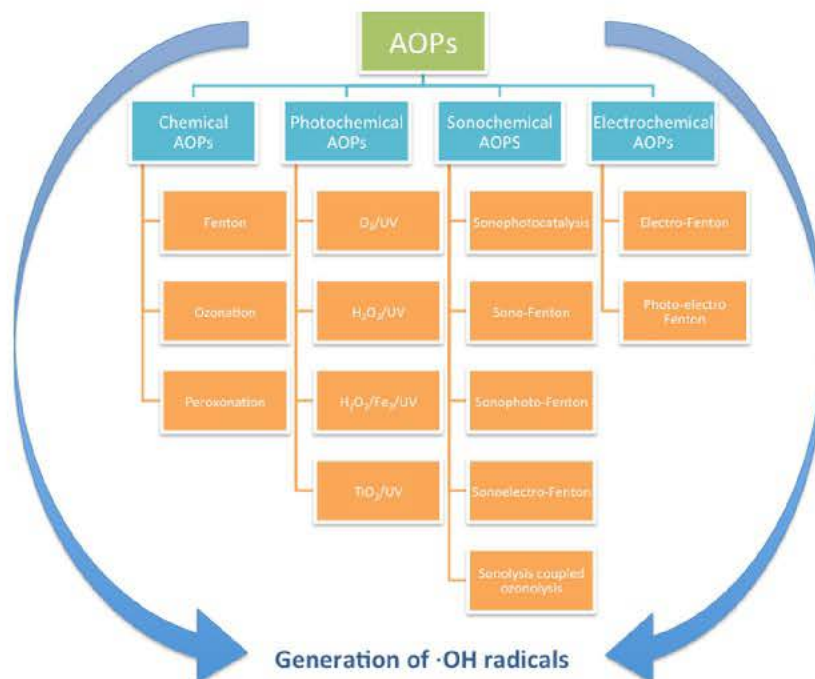 AOPs
Chemical
AOPs
Photochemical
AOPs
Sonochemical
AOPS
Electrochemical
AOPs
Fenton
Ozonation
Peroxonation
O₃/UV
H₂O₂/UV
H₂O₂/Fe₂/UV
TiO₂/UV
Sonophotocatalysis
Sono-Fenton
Sonophoto-Fenton
Sonoelectro-Fenton
Sonolysis coupled
ozonolysis
Electro-Fenton
Photo-electro
Fenton
Generation of ·OH radicals